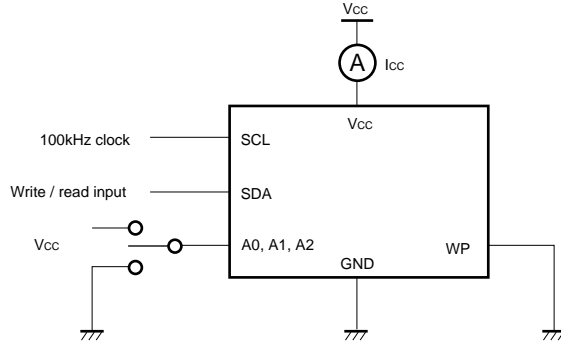 Vcc
A Icc
Vcc
100kHz clock SCL
Write / read input SDA
Vcc A0, A1, A2 WP
GND